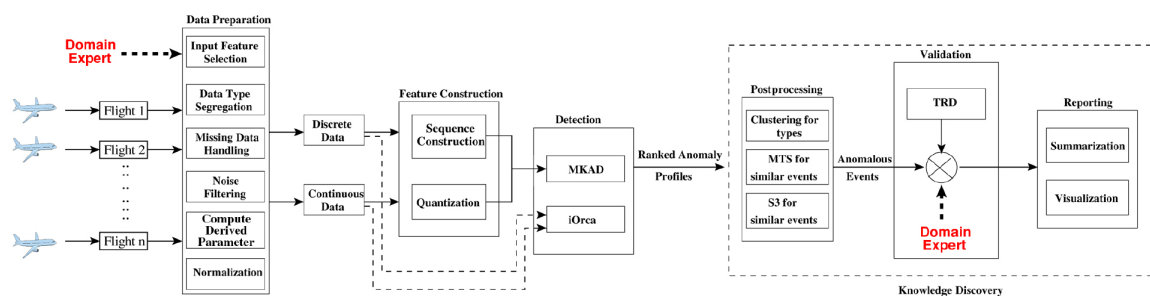 Data Preparation
Domain
Expert
Input Feature
Selection
Data Type
Segregation
Missing Data
Handling
Noise
Filtering
Compute
Derived
Parameter
Normalization
Flight 1
Flight 2
Flight n
Discrete
Data
Continuous
Data
Feature Construction
Sequence
Construction
Quantization
Detection
MKAD
iOrca
Ranked Anomaly
Profiles
Postprocessing
Clustering for
types
MTS for
similar events
S3 for
similar events
Anomalous
Events
Validation
TRD
Domain
Expert
Reporting
Summarization
Visualization
Knowledge Discovery